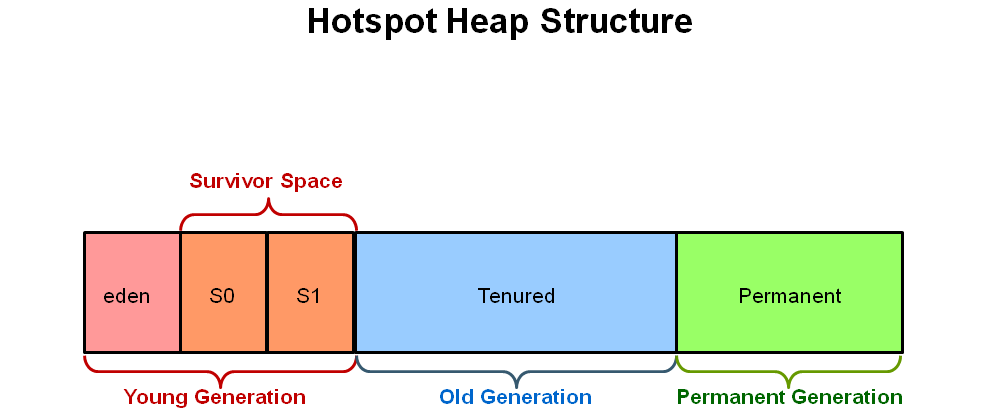 Hotspot Heap Structure
Survivor Space
eden S0 S1 Tenured Permanent
Young Generation Old Generation Permanent Generation